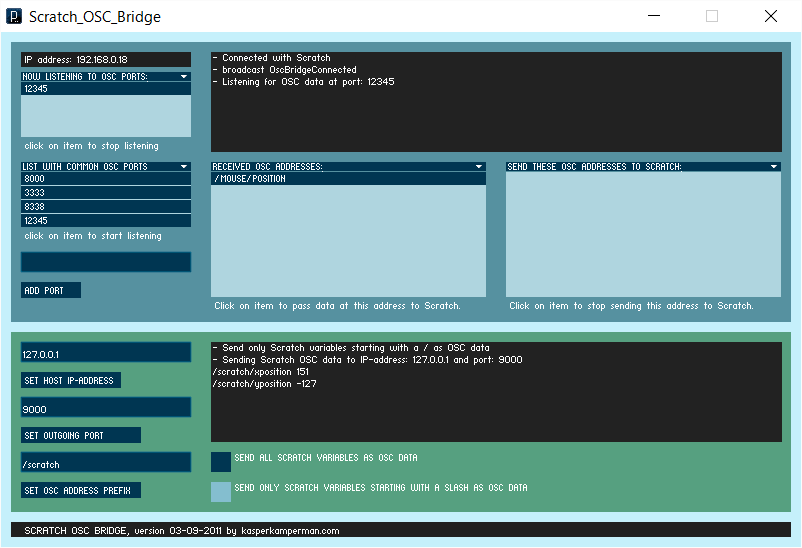 Scratch_OSC_Bridge
IP address: 192.168.0.18
NOW LISTENING TO OSC PORTS:
12345
click on item to stop listening
- Connected with Scratch
- broadcast OscBridgeConnected
- Listening for OSC data at port: 12345
LIST WITH COMMON OSC PORTS
8000
3333
8338
12345
click on item to start listening
ADD PORT
RECEIVED OSC ADDRESSES:
/MOUSE/POSITION
Click on item to pass data at this address to Scratch.
SEND THESE OSC ADDRESSES TO SCRATCH:
Click on item to stop sending this address to Scratch.
127.0.0.1
SET HOST IP-ADDRESS
9000
SET OUTGOING PORT
/scratch
SET OSC ADDRESS PREFIX
- Send only Scratch variables starting with a / as OSC data
- Sending Scratch OSC data to IP-address: 127.0.0.1 and port: 9000
/scratch/xposition 151
/scratch/yposition -127
SEND ALL SCRATCH VARIABLES AS OSC DATA
SEND ONLY SCRATCH VARIABLES STARTING WITH A SLASH AS OSC DATA
SCRATCH OSC BRIDGE, version 03-09-2011 by kasperkamperman.com